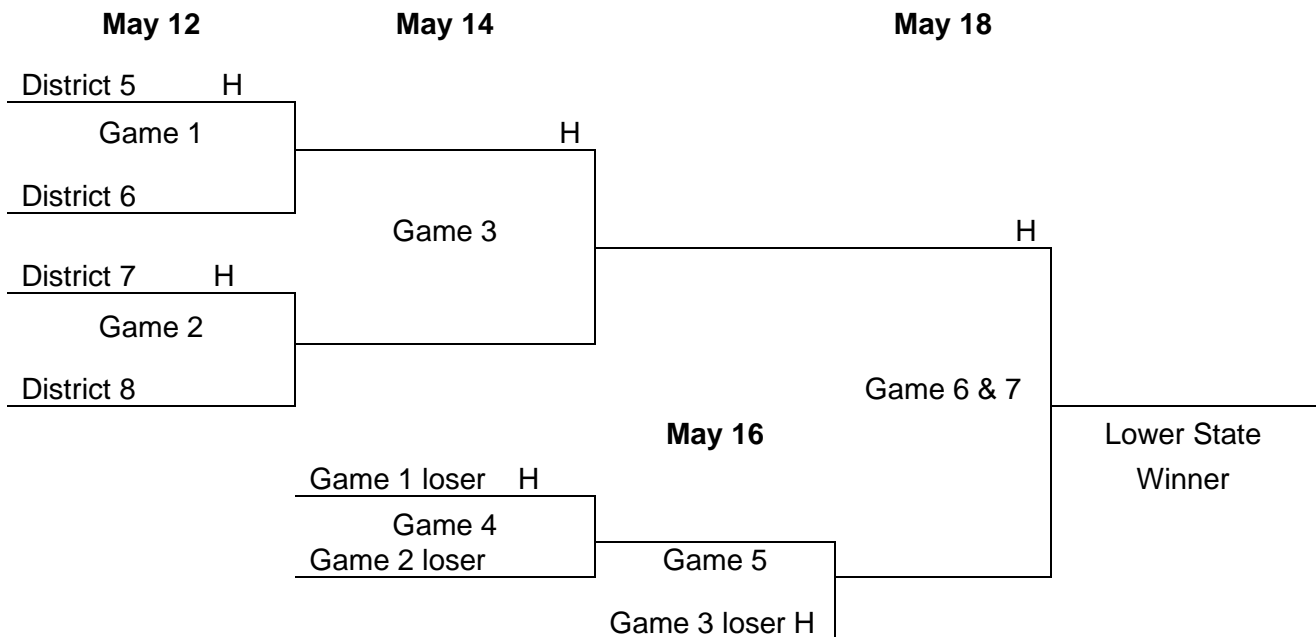 May 12 May 14 May 18
District 5 H
Game 1 H
District 6
Game 3 H
District 7 H
Game 2
District 8 Game 6 & 7
May 16 Lower State
Game 1 loser H Winner
Game 4
Game 2 loser Game 5
Game 3 loser H